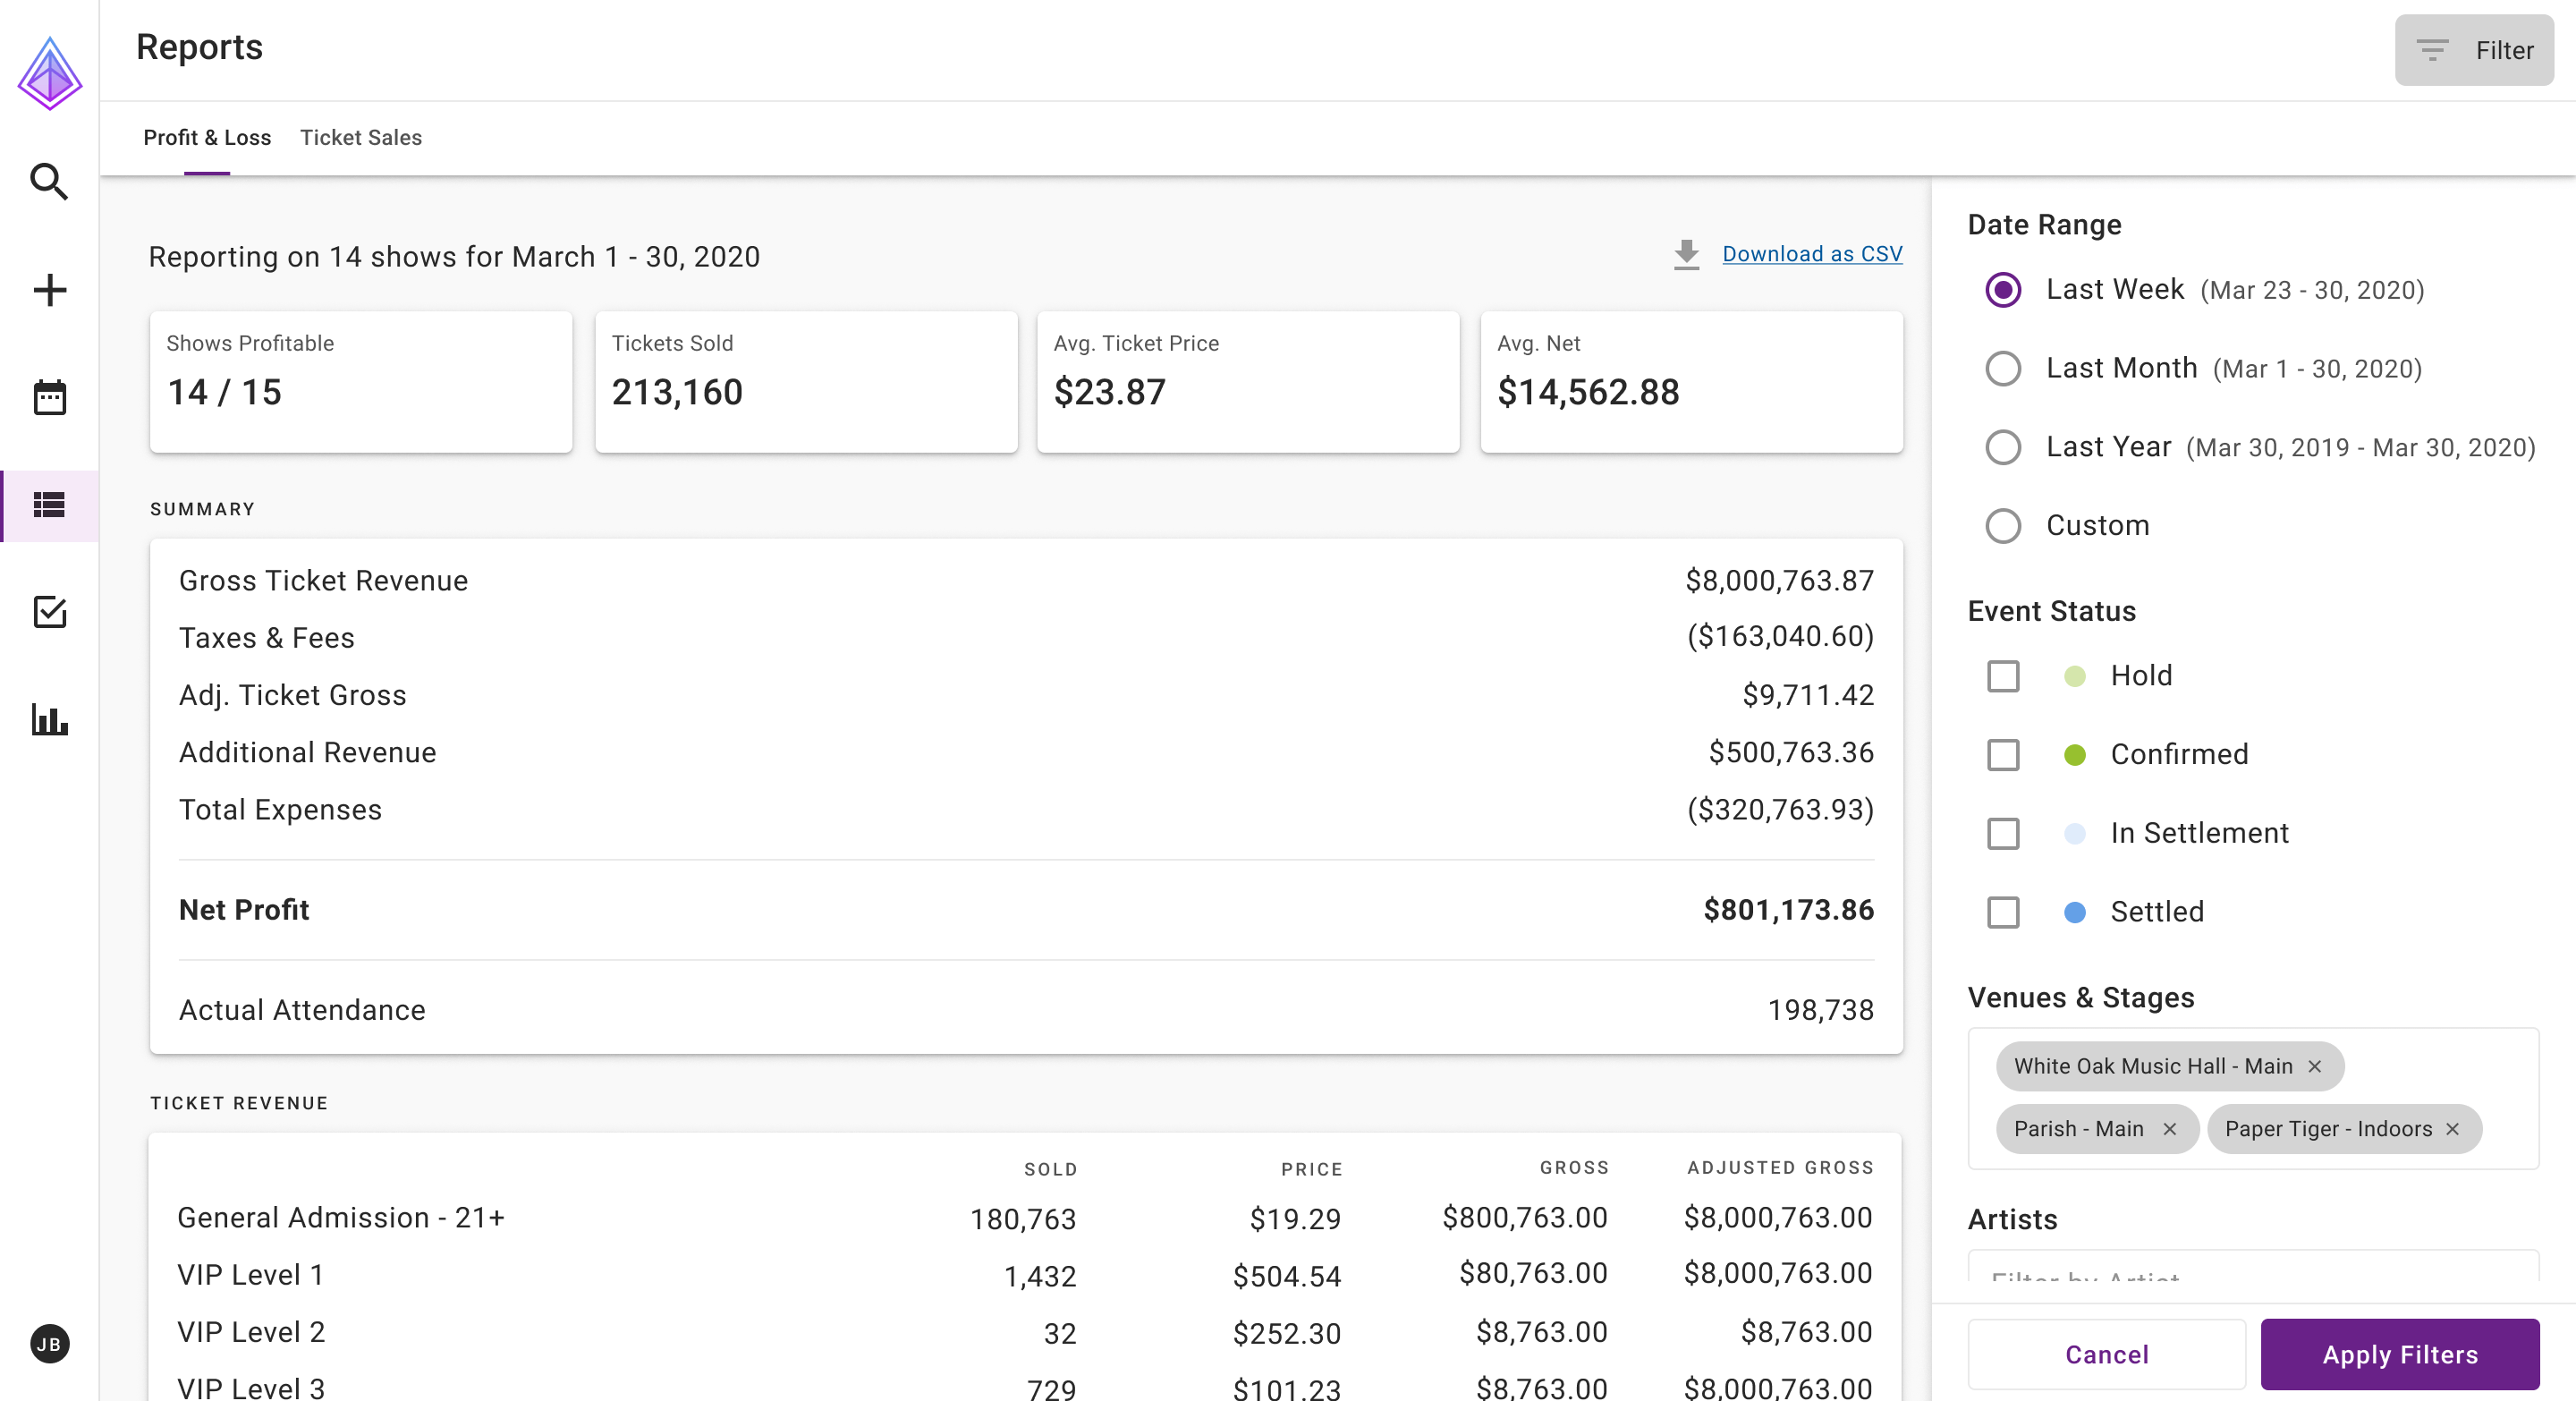 Reports
Filter
Profit & Loss Ticket Sales
Reporting on 14 shows for March 1 - 30, 2020
Download as CSV
Shows Profitable
14 / 15
Tickets Sold
213,160
Avg. Ticket Price
$23.87
Avg. Net
$14,562.88
SUMMARY
Gross Ticket Revenue $8,000,763.87
Taxes & Fees ($163,040.60)
Adj. Ticket Gross $9,711.42
Additional Revenue $500,763.36
Total Expenses ($320,763.93)
Net Profit $801,173.86
Actual Attendance 198,738
TICKET REVENUE
SOLD PRICE GROSS ADJUSTED GROSS
General Admission - 21+ 180,763 $19.29 $800,763.00 $8,000,763.00
VIP Level 1 1,432 $504.54 $80,763.00 $8,000,763.00
VIP Level 2 32 $252.30 $8,763.00 $8,763.00
VIP Level 3 729 $101.23 $8,763.00 $8,000,763.00
Date Range
Last Week (Mar 23 - 30, 2020)
Last Month (Mar 1 - 30, 2020)
Last Year (Mar 30, 2019 - Mar 30, 2020)
Custom
Event Status
Hold
Confirmed
In Settlement
Settled
Venues & Stages
White Oak Music Hall - Main
Parish - Main Paper Tiger - Indoors
Artists
Filter by Artist
Cancel Apply Filters
JB